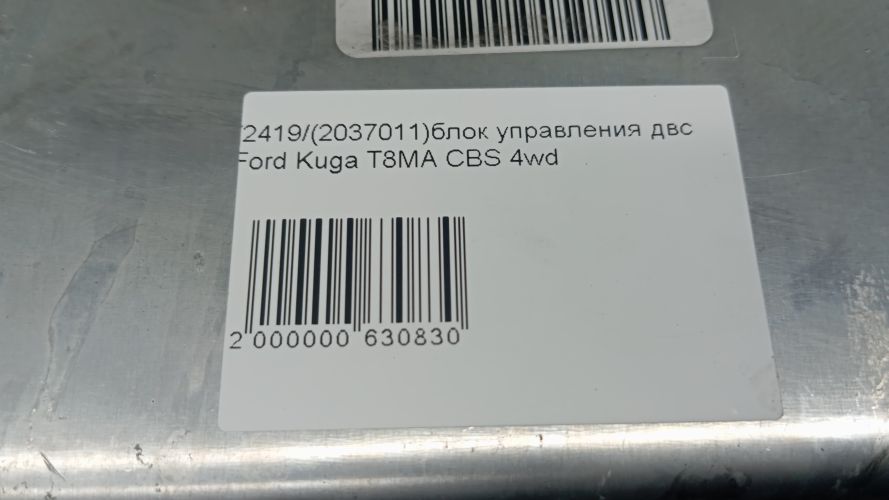 2419/(2037011)блок управления двс
Ford Kuga T8MA CBS 4wd
2 000000 630830